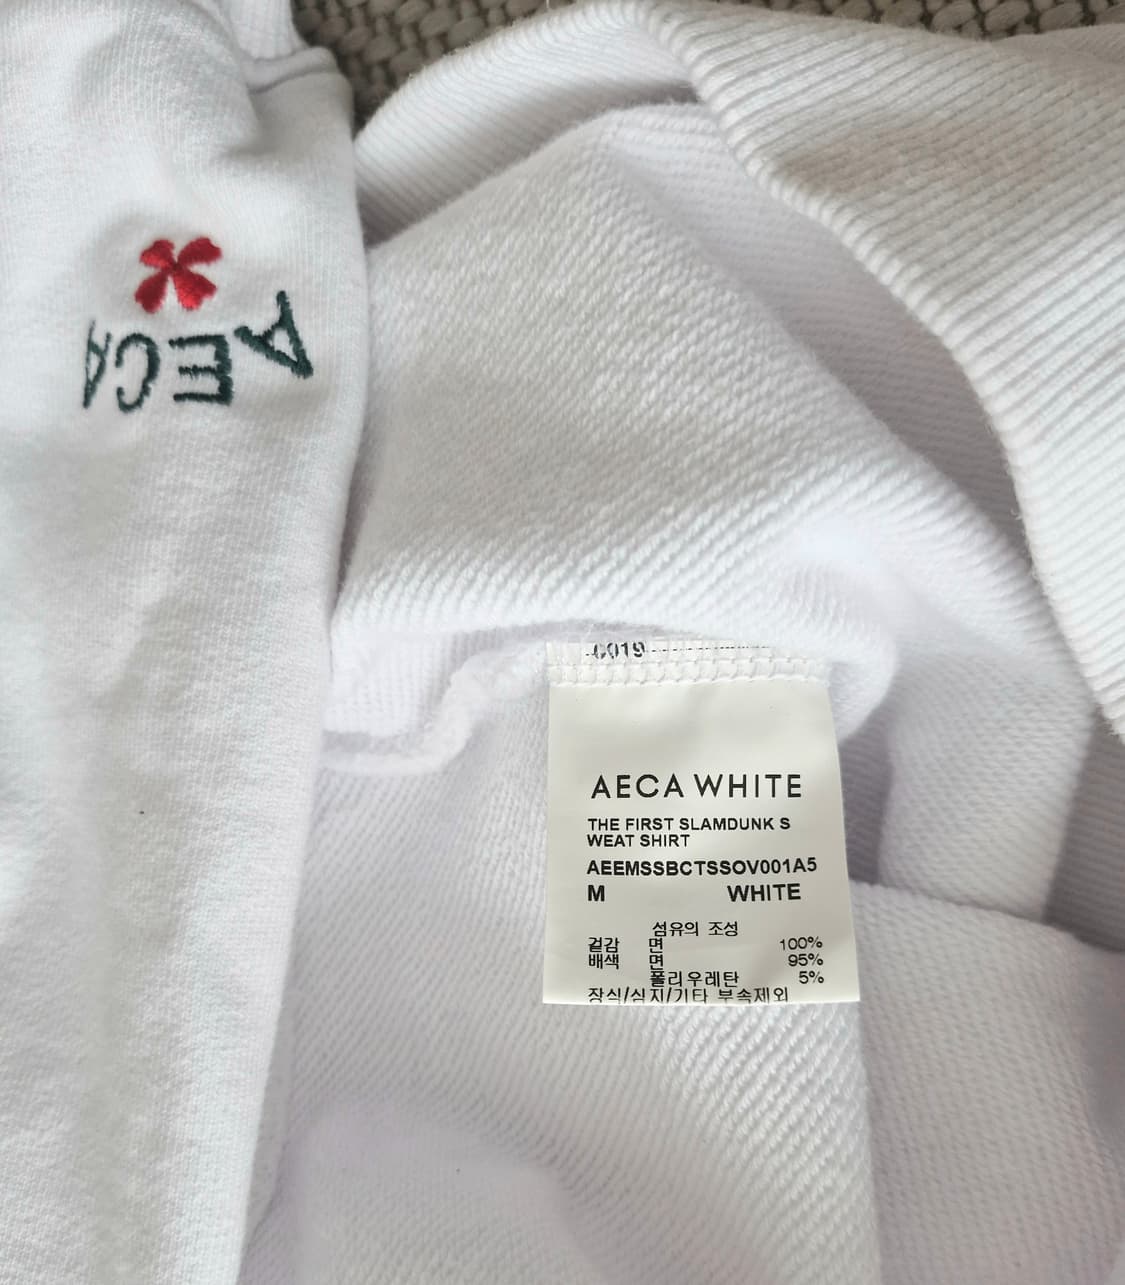 AECA
C019
AECA WHITE
THE FIRST SLAMDUNK S
WEAT SHIRT
AEEMSSBCTSSOV001A5
M WHITE
섬유의 조성
겉감 면 100%
배색 면 95%
폴리우레탄 5%
장식/심지/기타 부속제외